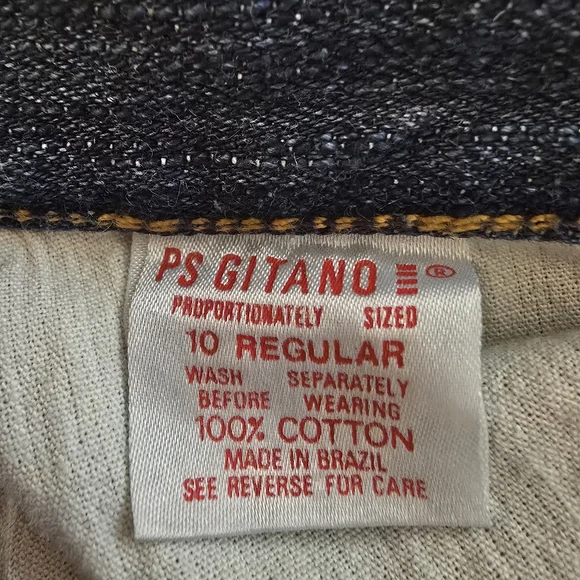 PS GITANO ®
PROPORTIONATELY SIZED
10 REGULAR
WASH SEPARATELY
BEFORE WEARING
100% COTTON
MADE IN BRAZIL
SEE REVERSE FOR CARE